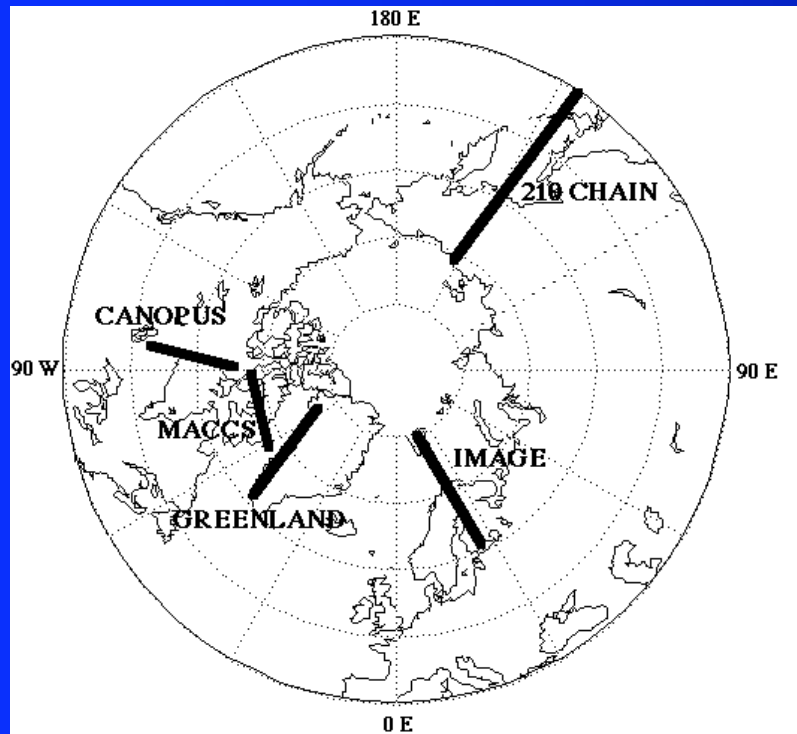 180 E
210 CHAIN
CANOPUS
90 W
90 E
MACCS
IMAGE
GREENLAND
0 E